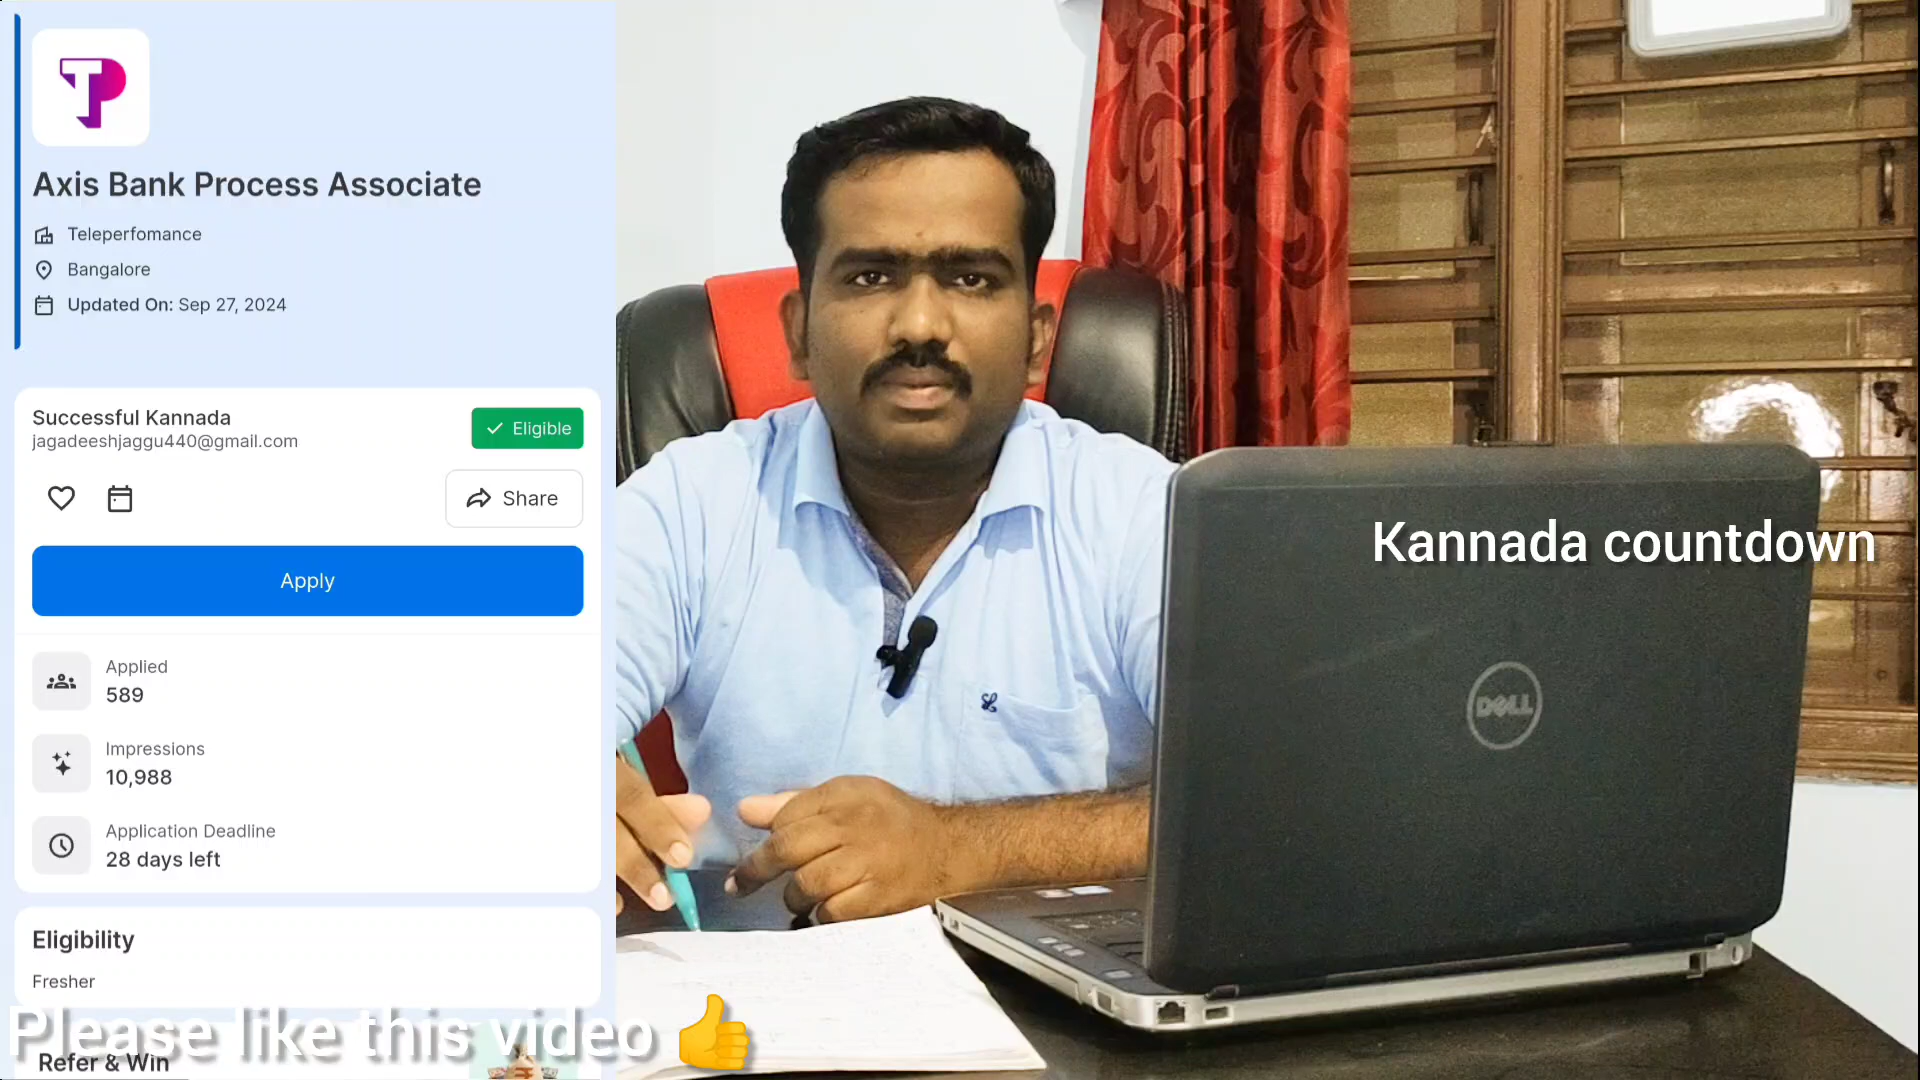 TP
Axis Bank Process Associate
Teleperfomance
Bangalore
Updated On: Sep 27, 2024
Successful Kannada
jagadeeshjaggu440@gmail.com
Eligible
Share
Apply
Applied
589
Impressions
10,988
Application Deadline
28 days left
Eligibility
Fresher
Please like this video 👍
Refer & Win
Kannada countdown
DELL